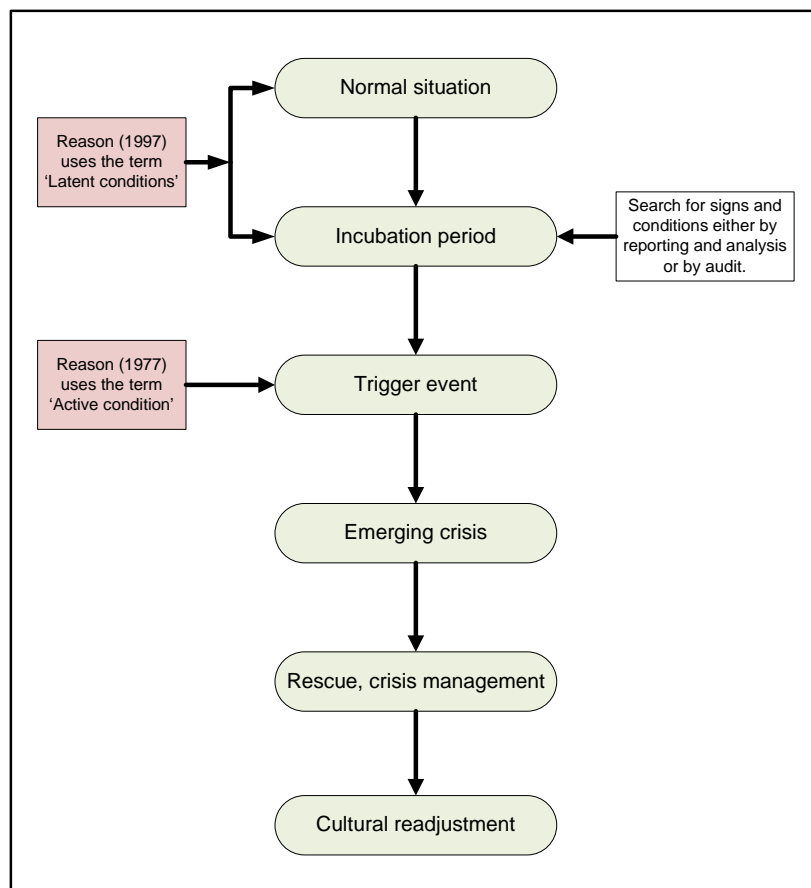 Normal situation
Reason (1997)
uses the term
‘Latent conditions’
Search for signs and
conditions either by
reporting and analysis
or by audit.
Incubation period
Reason (1977)
uses the term
‘Active condition’
Trigger event
Emerging crisis
Rescue, crisis management
Cultural readjustment